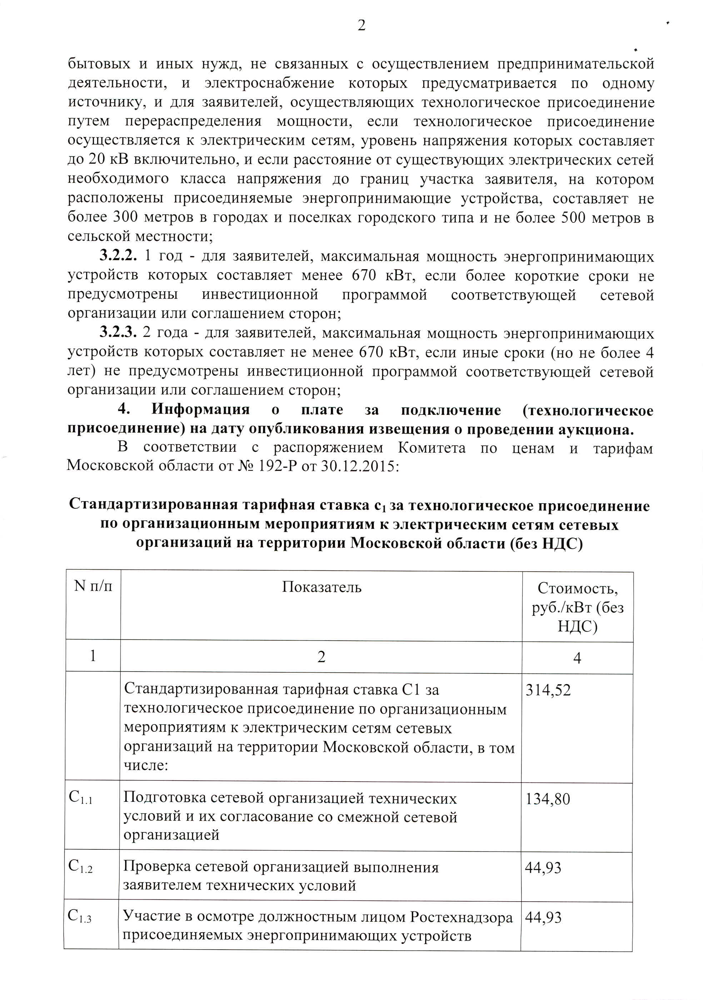 2
бытовых и иных нужд, не связанных с осуществлением предпринимательской
деятельности, и электроснабжение которых предусматривается по одному
источнику, и для заявителей, осуществляющих технологическое присоединение
путем перераспределения мощности, если технологическое присоединение
осуществляется к электрическим сетям, уровень напряжения которых составляет
до 20 кВ включительно, и если расстояние от существующих электрических сетей
необходимого класса напряжения до границ участка заявителя, на котором
расположены присоединяемые энергопринимающие устройства, составляет не
более 300 метров в городах и поселках городского типа и не более 500 метров в
сельской местности;
3.2.2. 1 год - для заявителей, максимальная мощность энергопринимающих
устройств которых составляет менее 670 кВт, если более короткие сроки не
предусмотрены инвестиционной программой соответствующей сетевой
организации или соглашением сторон;
3.2.3. 2 года - для заявителей, максимальная мощность энергопринимающих
устройств которых составляет не менее 670 кВт, если иные сроки (но не более 4
лет) не предусмотрены инвестиционной программой соответствующей сетевой
организации или соглашением сторон;
4. Информация о плате за подключение (технологическое
присоединение) на дату опубликования извещения о проведении аукциона.
В соответствии с распоряжением Комитета по ценам и тарифам
Московской области от № 192-Р от 30.12.2015:
Стандартизированная тарифная ставка с1 за технологическое присоединение
по организационным мероприятиям к электрическим сетям сетевых
организаций на территории Московской области (без НДС)
N п/п Показатель Стоимость,
руб./кВт (без
НДС)
1 2 4
Стандартизированная тарифная ставка С1 за 314,52
технологическое присоединение по организационным
мероприятиям к электрическим сетям сетевых
организаций на территории Московской области, в том
числе:
С1.1 Подготовка сетевой организацией технических 134,80
условий и их согласование со смежной сетевой
организацией
С1.2 Проверка сетевой организацией выполнения 44,93
заявителем технических условий
С1.3 Участие в осмотре должностным лицом Ростехнадзора 44,93
присоединяемых энергопринимающих устройств